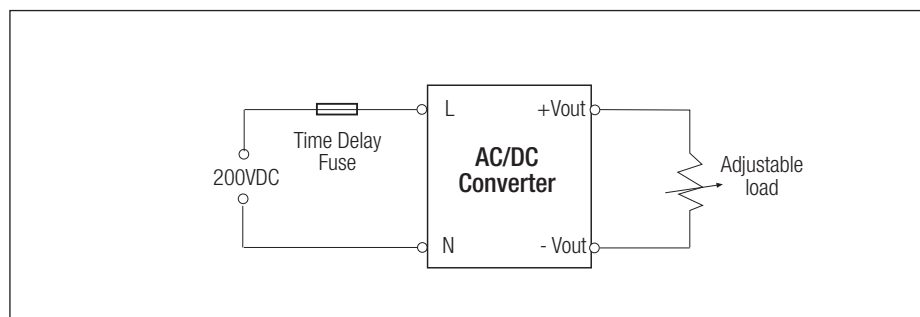 L
+Vout
Time Delay
Fuse
AC/DC
Converter
Adjustable
load
200VDC
N
- Vout